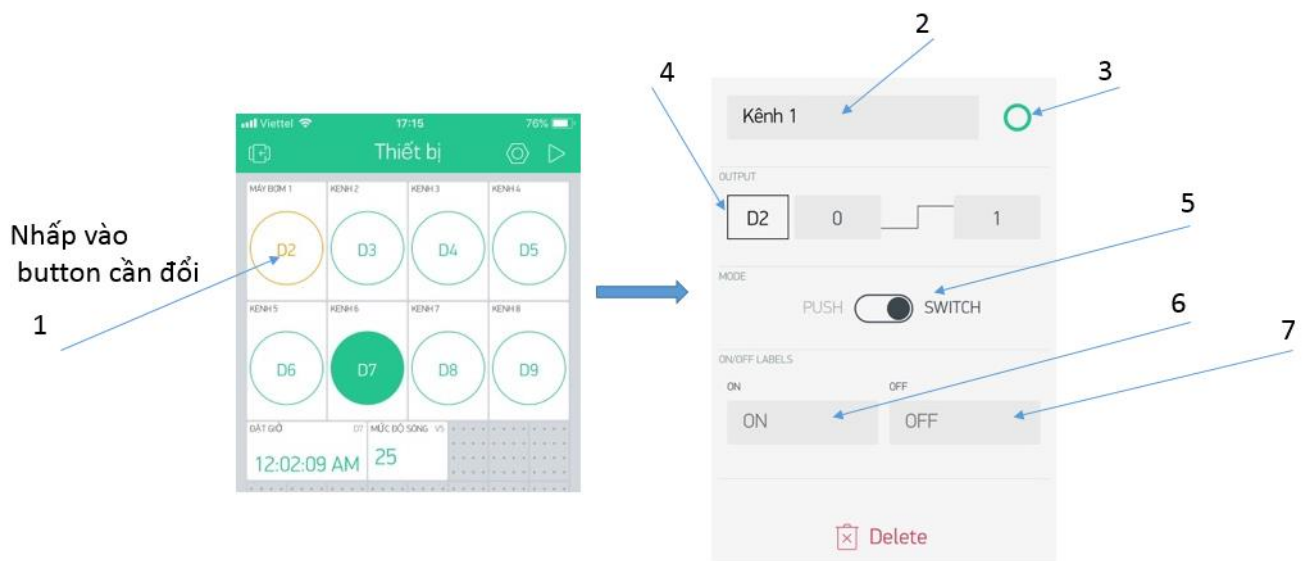 Nhấp vào
button cần đổi
1
Viettel 17:15 76%
Thiết bị
MÁY BƠM 1 KENH 2 KENH 3 KENH 4
D2 D3 D4 D5
KENH 5 KENH 6 KENH 7 KENH 8
D6 D7 D8 D9
ĐẶT GIỜ D7 MỨC ĐỘ SÓNG V5
12:02:09 AM 25
2
4
3
Kênh 1
OUTPUT
D2 0 1
5
MODE
PUSH SWITCH
6
7
ON/OFF LABELS
ON OFF
ON OFF
Delete